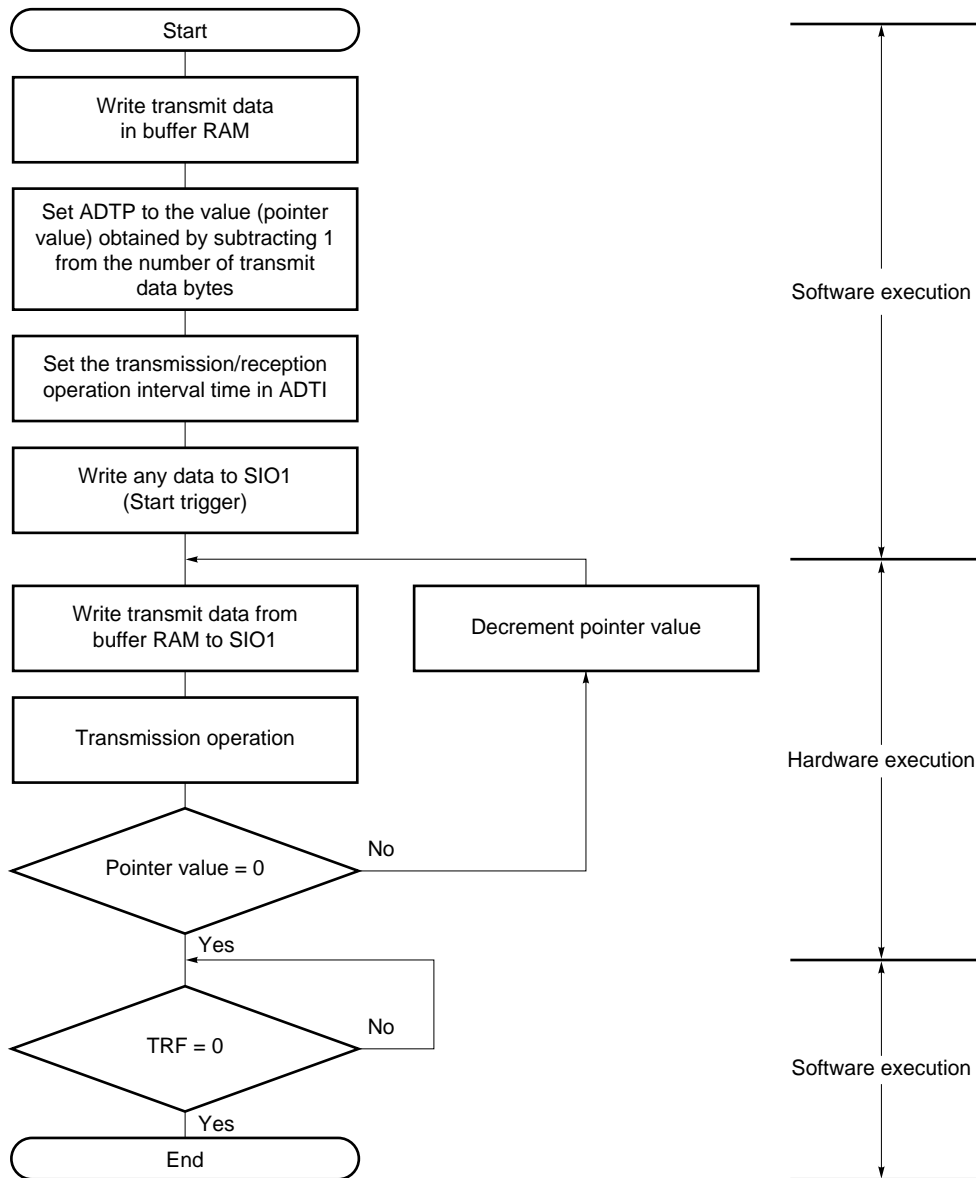 Start
Write transmit data
in buffer RAM
Set ADTP to the value (pointer
value) obtained by subtracting 1
from the number of transmit
data bytes
Software execution
Set the transmission/reception
operation interval time in ADTI
Write any data to SIO1
(Start trigger)
Write transmit data from
buffer RAM to SIO1
Decrement pointer value
Transmission operation
Hardware execution
Pointer value = 0
No
Yes
TRF = 0
No
Software execution
Yes
End